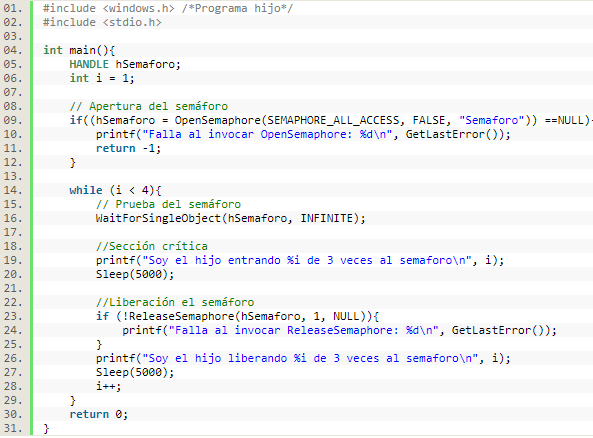 01. #include <windows.h> /*Programa hijo*/
02. #include <stdio.h>
03.
04. int main(){
05.     HANDLE hSemaforo;
06.     int i = 1;
07.
08.     // Apertura del semáforo
09.     if((hSemaforo = OpenSemaphore(SEMAPHORE_ALL_ACCESS, FALSE, "Semaforo")) ==NULL){
10.         printf("Falla al invocar OpenSemaphore: %d\n", GetLastError());
11.         return -1;
12.     }
13.
14.     while (i < 4){
15.         // Prueba del semáforo
16.         WaitForSingleObject(hSemaforo, INFINITE);
17.
18.         //Sección crítica
19.         printf("Soy el hijo entrando %i de 3 veces al semaforo\n", i);
20.         Sleep(5000);
21.
22.         //Liberación el semáforo
23.         if (!ReleaseSemaphore(hSemaforo, 1, NULL)){
24.             printf("Falla al invocar ReleaseSemaphore: %d\n", GetLastError());
25.         }
26.         printf("Soy el hijo liberando %i de 3 veces al semaforo\n", i);
27.         Sleep(5000);
28.         i++;
29.     }
30.     return 0;
31. }